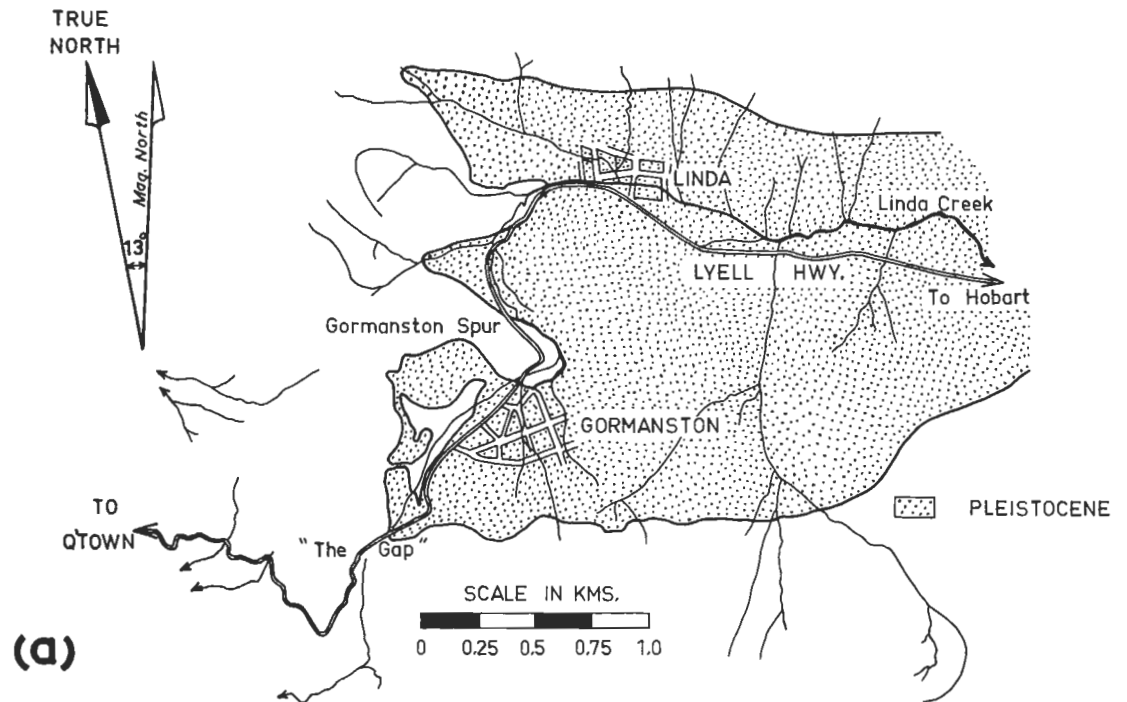 TRUE
NORTH
Mag. North
13°
LINDA
Linda Creek
LYELL HWY.
To Hobart
Gormanston Spur
GORMANSTON
PLEISTOCENE
TO
Q'TOWN
"The Gap"
SCALE IN KMS.
0 0.25 0.5 0.75 1.0
(a)